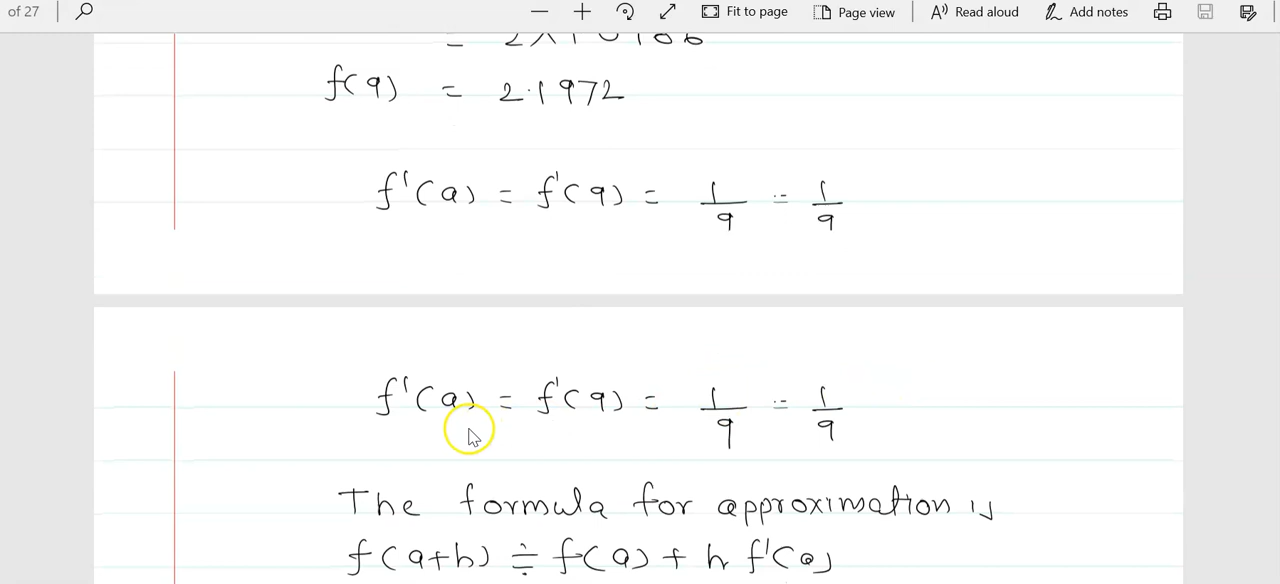 of 27 Fit to page Page view Read aloud Add notes
f(9) = 2.1972
f'(a) = f'(9) = 1/9 = 1/9
f'(a) = f'(9) = 1/9 = 1/9
The formula for approximation is
f(a+h) ≑ f(a) + h f'(a)